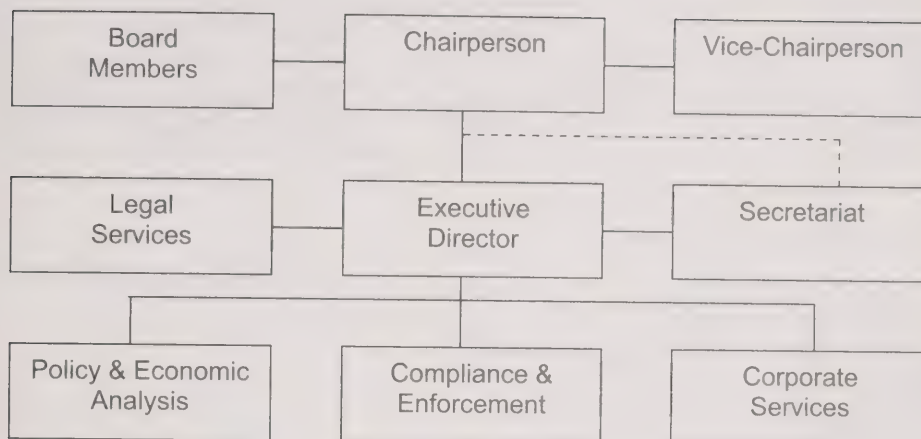 Board
Members
Chairperson
Vice-Chairperson
Legal
Services
Executive
Director
Secretariat
Policy & Economic
Analysis
Compliance &
Enforcement
Corporate
Services